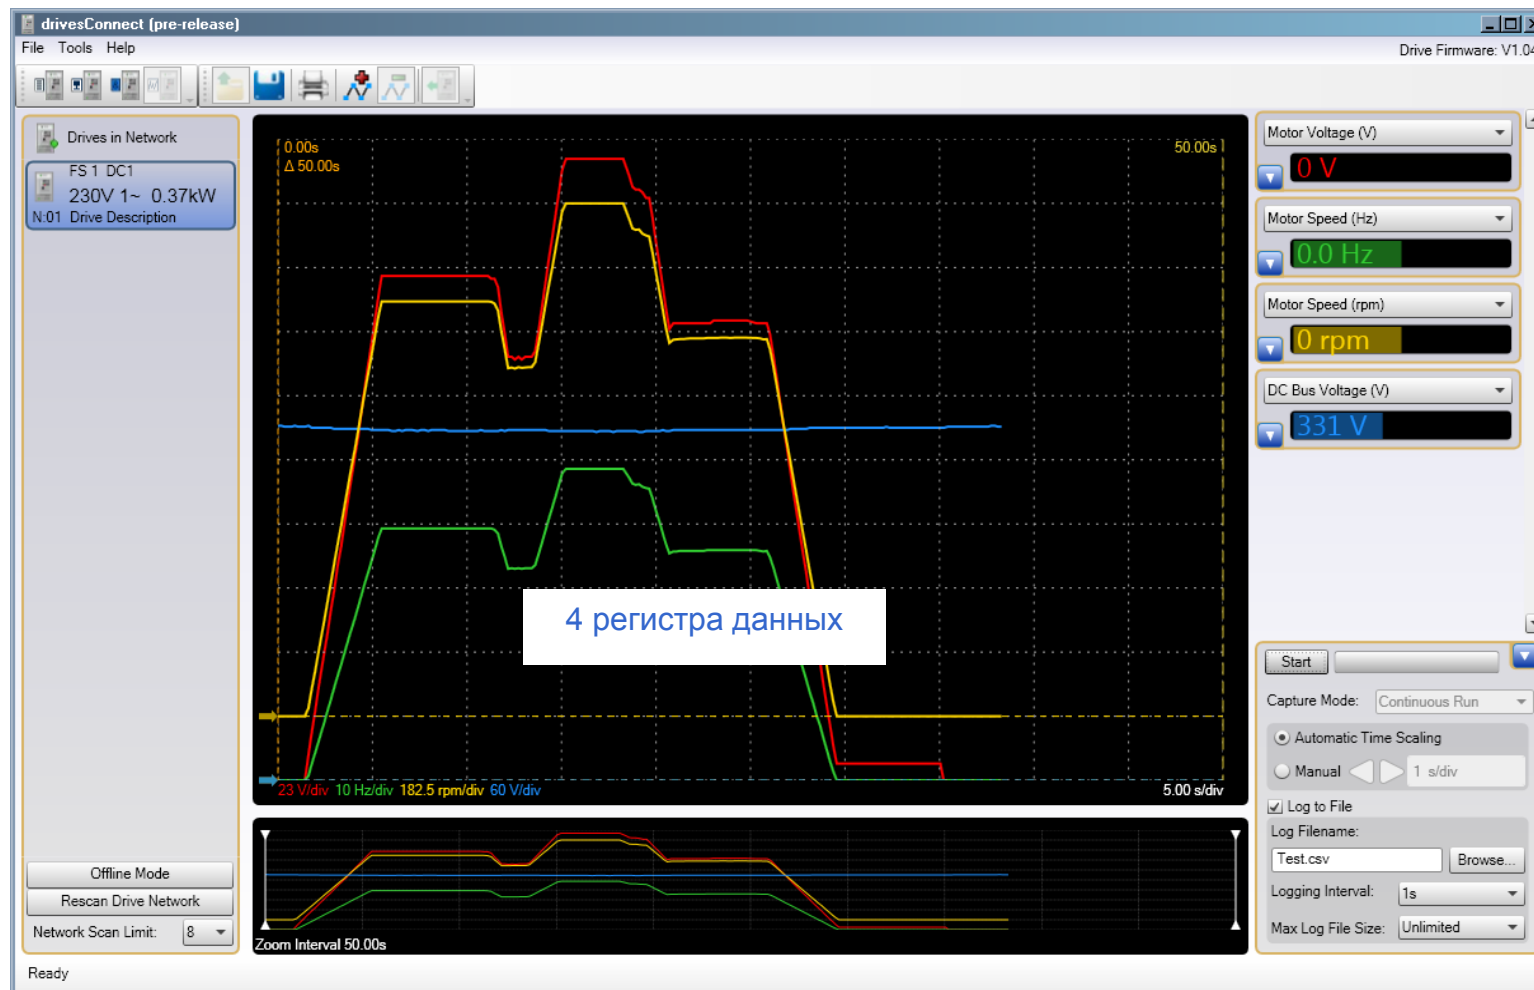 drivesConnect (pre-release)
File Tools Help
Drive Firmware: V1.04
Drives in Network
FS 1 DC1
230V 1~ 0.37kW
N:01 Drive Description
0.00s
Δ 50.00s
50.00s
4 регистра данных
23 V/div 10 Hz/div 182.5 rpm/div 60 V/div
5.00 s/div
Zoom Interval 50.00s
Motor Voltage (V)
0 V
Motor Speed (Hz)
0.0 Hz
Motor Speed (rpm)
0 rpm
DC Bus Voltage (V)
331 V
Start
Capture Mode: Continuous Run
Automatic Time Scaling
Manual 1 s/div
Log to File
Log Filename:
Test.csv Browse...
Logging Interval: 1s
Max Log File Size: Unlimited
Offline Mode
Rescan Drive Network
Network Scan Limit: 8
Ready